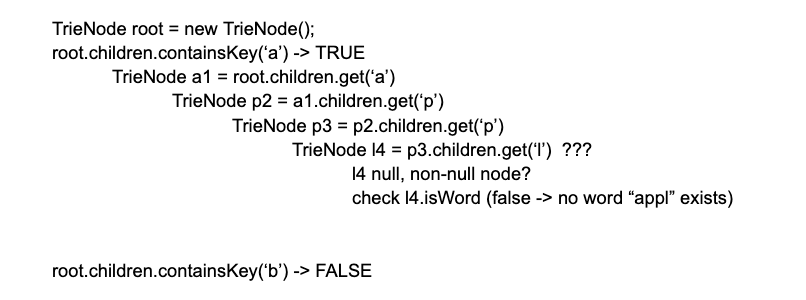 TrieNode root = new TrieNode();
root.children.containsKey(‘a’) -> TRUE
TrieNode a1 = root.children.get(‘a’)
TrieNode p2 = a1.children.get(‘p’)
TrieNode p3 = p2.children.get(‘p’)
TrieNode l4 = p3.children.get(‘l’)  ???
l4 null, non-null node?
check l4.isWord (false -> no word “appl” exists)
root.children.containsKey(‘b’) -> FALSE